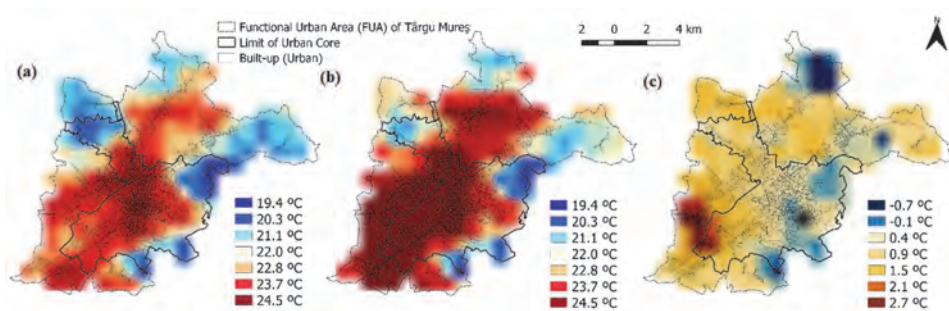 Functional Urban Area (FUA) of Târgu Mureș
Limit of Urban Core
Built-up (Urban)
2 0 2 4 km
N
(a)
(b)
(c)
19.4 ºC
20.3 ºC
21.1 ºC
22.0 ºC
22.8 ºC
23.7 ºC
24.5 ºC
19.4 ºC
20.3 ºC
21.1 ºC
22.0 ºC
22.8 ºC
23.7 ºC
24.5 ºC
-0.7 ºC
-0.1 ºC
0.4 ºC
0.9 ºC
1.5 ºC
2.1 ºC
2.7 ºC